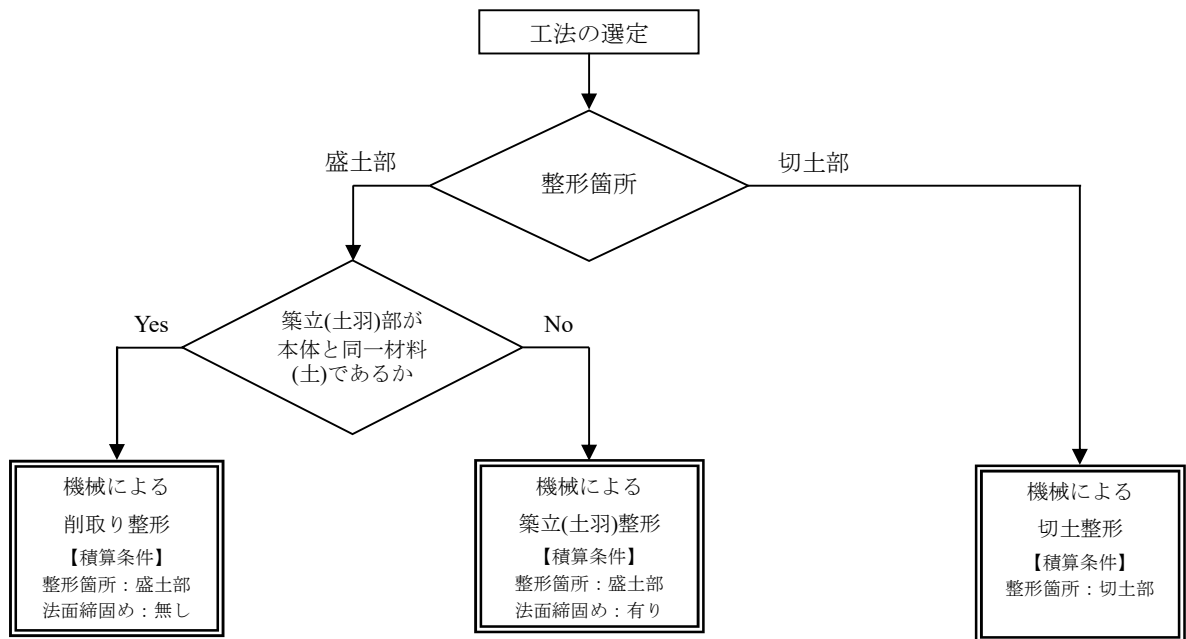 工法の選定
盛土部
整形箇所
切土部
Yes
築立(土羽)部が
本体と同一材料
(土)であるか
No
機械による
削取り整形
【積算条件】
整形箇所：盛土部
法面締固め：無し
機械による
築立(土羽)整形
【積算条件】
整形箇所：盛土部
法面締固め：有り
機械による
切土整形
【積算条件】
整形箇所：切土部